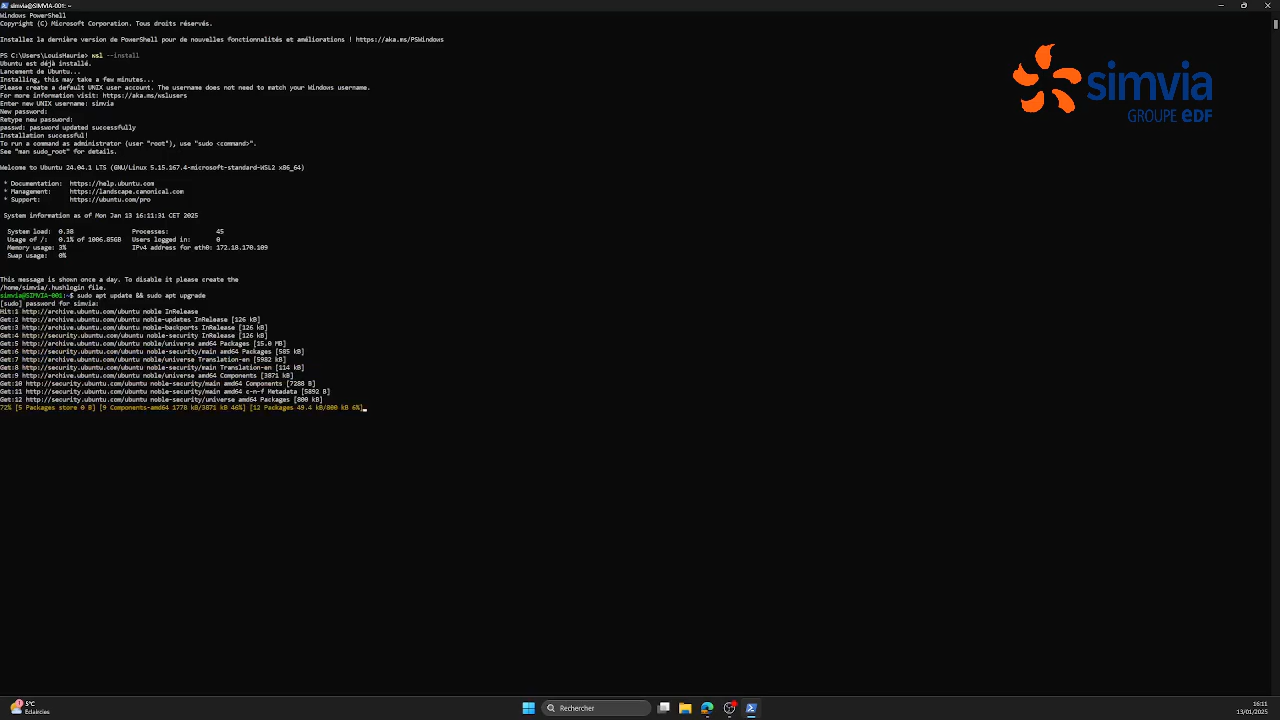 simvia@SIMVIA-001: ~
Windows PowerShell
Copyright (C) Microsoft Corporation. Tous droits réservés.
Installez la dernière version de PowerShell pour de nouvelles fonctionnalités et améliorations ! https://aka.ms/PSWindows
PS C:\Users\LouisHaurie> wsl --install
Ubuntu est déjà installé.
Lancement de Ubuntu...
Installing, this may take a few minutes...
Please create a default UNIX user account. The username does not need to match your Windows username.
For more information visit: https://aka.ms/wslusers
Enter new UNIX username: simvia
New password:
Retype new password:
passwd: password updated successfully
Installation successful!
To run a command as administrator (user "root"), use "sudo <command>".
See "man sudo_root" for details.
Welcome to Ubuntu 24.04.1 LTS (GNU/Linux 5.15.167.4-microsoft-standard-WSL2 x86_64)
* Documentation: https://help.ubuntu.com
* Management: https://landscape.canonical.com
* Support: https://ubuntu.com/pro
System information as of Mon Jan 13 16:11:31 CET 2025
System load: 0.38 Processes: 45
Usage of /: 0.1% of 1006.85GB Users logged in: 0
Memory usage: 3% IPv4 address for eth0: 172.18.170.109
Swap usage: 0%
This message is shown once a day. To disable it please create the
/home/simvia/.hushlogin file.
simvia@SIMVIA-001:~$ sudo apt update && sudo apt upgrade
[sudo] password for simvia:
Hit:1 http://archive.ubuntu.com/ubuntu noble InRelease
Get:2 http://archive.ubuntu.com/ubuntu noble-updates InRelease [126 kB]
Get:3 http://archive.ubuntu.com/ubuntu noble-backports InRelease [126 kB]
Get:4 http://security.ubuntu.com/ubuntu noble-security InRelease [126 kB]
Get:5 http://archive.ubuntu.com/ubuntu noble/universe amd64 Packages [15.0 MB]
Get:6 http://security.ubuntu.com/ubuntu noble-security/main amd64 Packages [585 kB]
Get:7 http://archive.ubuntu.com/ubuntu noble/universe Translation-en [5982 kB]
Get:8 http://security.ubuntu.com/ubuntu noble-security/main Translation-en [114 kB]
Get:9 http://archive.ubuntu.com/ubuntu noble/universe amd64 Components [3871 kB]
Get:10 http://security.ubuntu.com/ubuntu noble-security/main amd64 Components [7288 B]
Get:11 http://security.ubuntu.com/ubuntu noble-security/main amd64 c-n-f Metadata [5892 B]
Get:12 http://security.ubuntu.com/ubuntu noble-security/universe amd64 Packages [800 kB]
72% [5 Packages store 0 B] [9 Components-amd64 1778 kB/3871 kB 46%] [12 Packages 49.4 kB/800 kB 6%]
simvia
GROUPE eDF
1
5°C
Éclaircies
Rechercher
16:11
13/01/2025